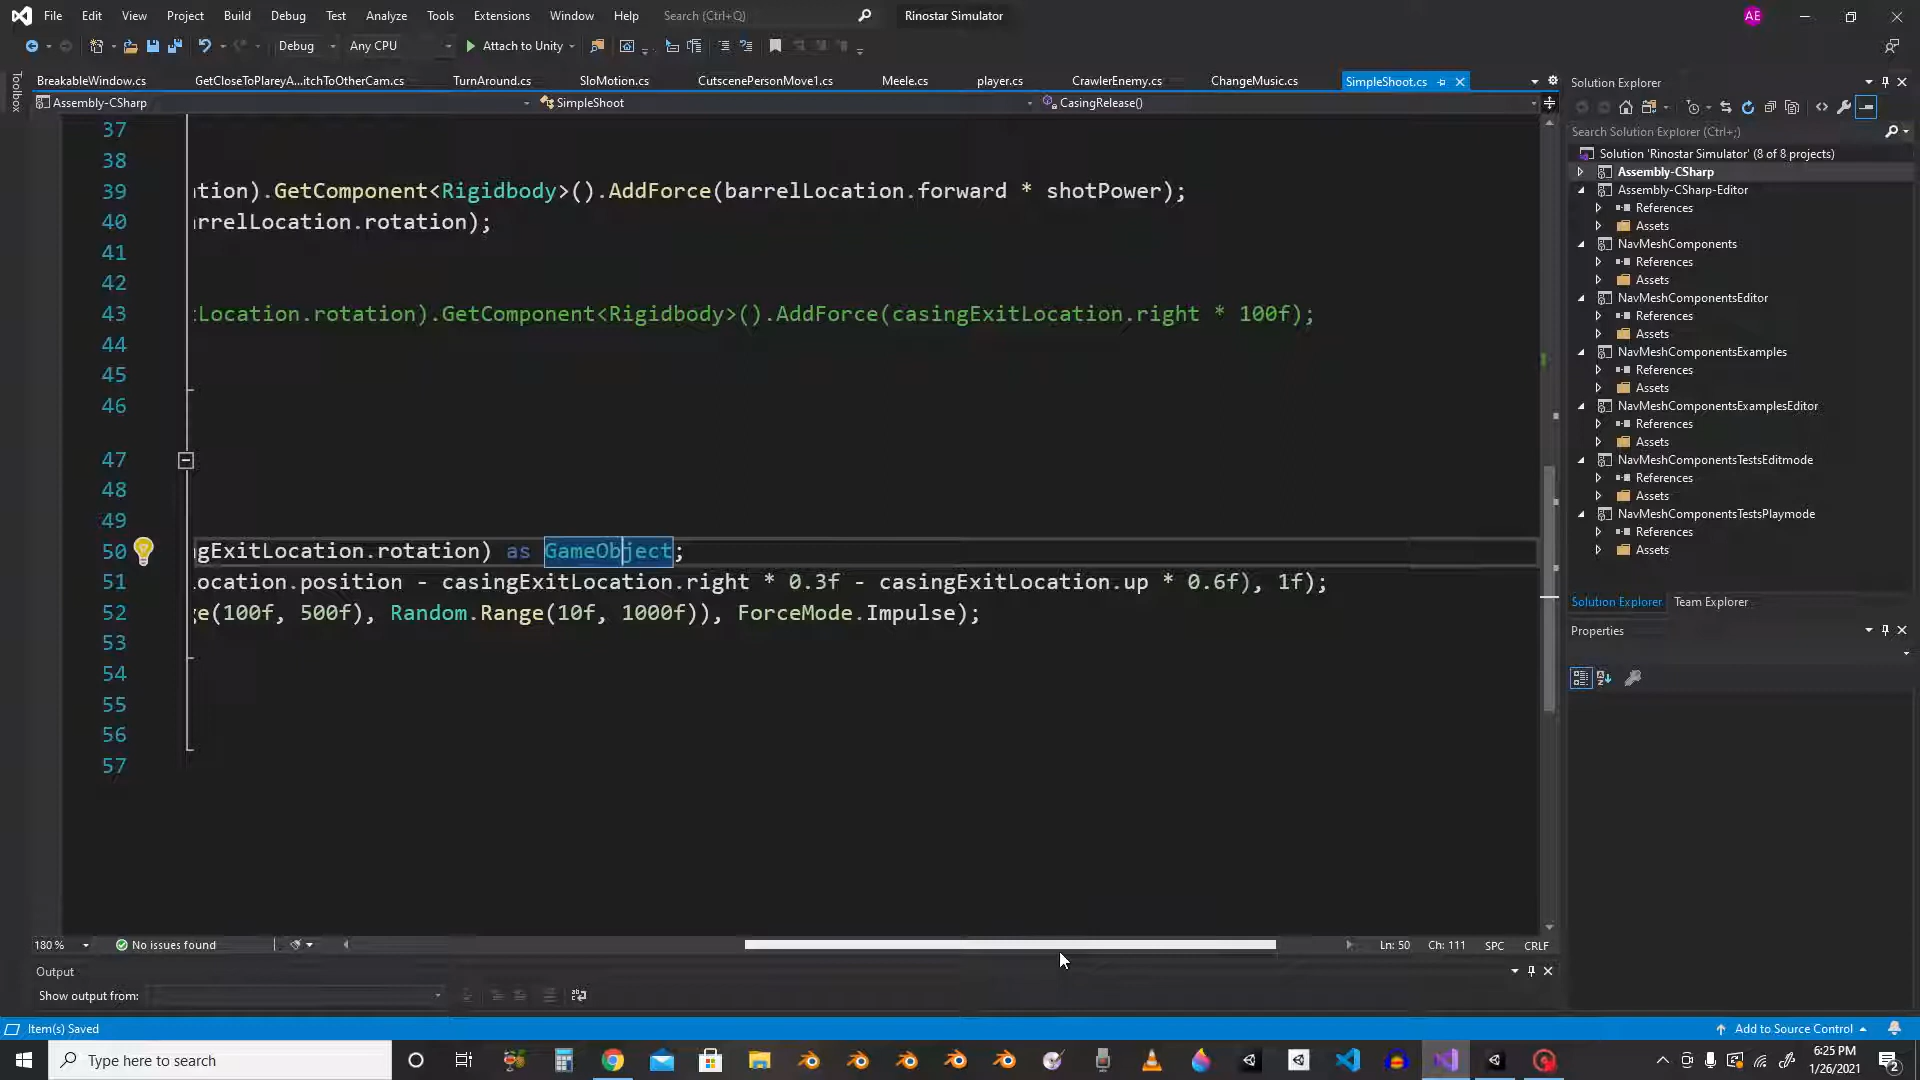 File Edit View Project Build Debug Test Analyze Tools Extensions Window Help Search (Ctrl+Q) Rinostar Simulator AE
Debug Any CPU Attach to Unity
Toolbox
BreakableWindow.cs GetCloseToPlareyA...itchToOtherCam.cs TurnAround.cs SloMotion.cs CutscenePersonMove1.cs Meele.cs player.cs CrawlerEnemy.cs ChangeMusic.cs SimpleShoot.cs
Assembly-CSharp SimpleShoot CasingRelease()
37
38
39 ation).GetComponent<Rigidbody>().AddForce(barrelLocation.forward * shotPower);
40 rrelLocation.rotation);
41
42
43 tLocation.rotation).GetComponent<Rigidbody>().AddForce(casingExitLocation.right * 100f);
44
45
46
47
48
49
50 gExitLocation.rotation) as GameObject;
51 Location.position - casingExitLocation.right * 0.3f - casingExitLocation.up * 0.6f), 1f);
52 ge(100f, 500f), Random.Range(10f, 1000f)), ForceMode.Impulse);
53
54
55
56
57
180 % No issues found Ln: 50 Ch: 111 SPC CRLF
Output
Show output from:
Solution Explorer
Search Solution Explorer (Ctrl+;)
Solution 'Rinostar Simulator' (8 of 8 projects)
Assembly-CSharp
Assembly-CSharp-Editor
References
Assets
NavMeshComponents
References
Assets
NavMeshComponentsEditor
References
Assets
NavMeshComponentsExamples
References
Assets
NavMeshComponentsExamplesEditor
References
Assets
NavMeshComponentsTestsEditmode
References
Assets
NavMeshComponentsTestsPlaymode
References
Assets
Solution Explorer Team Explorer
Properties
Item(s) Saved Add to Source Control
Type here to search
6:25 PM
1/26/2021
2